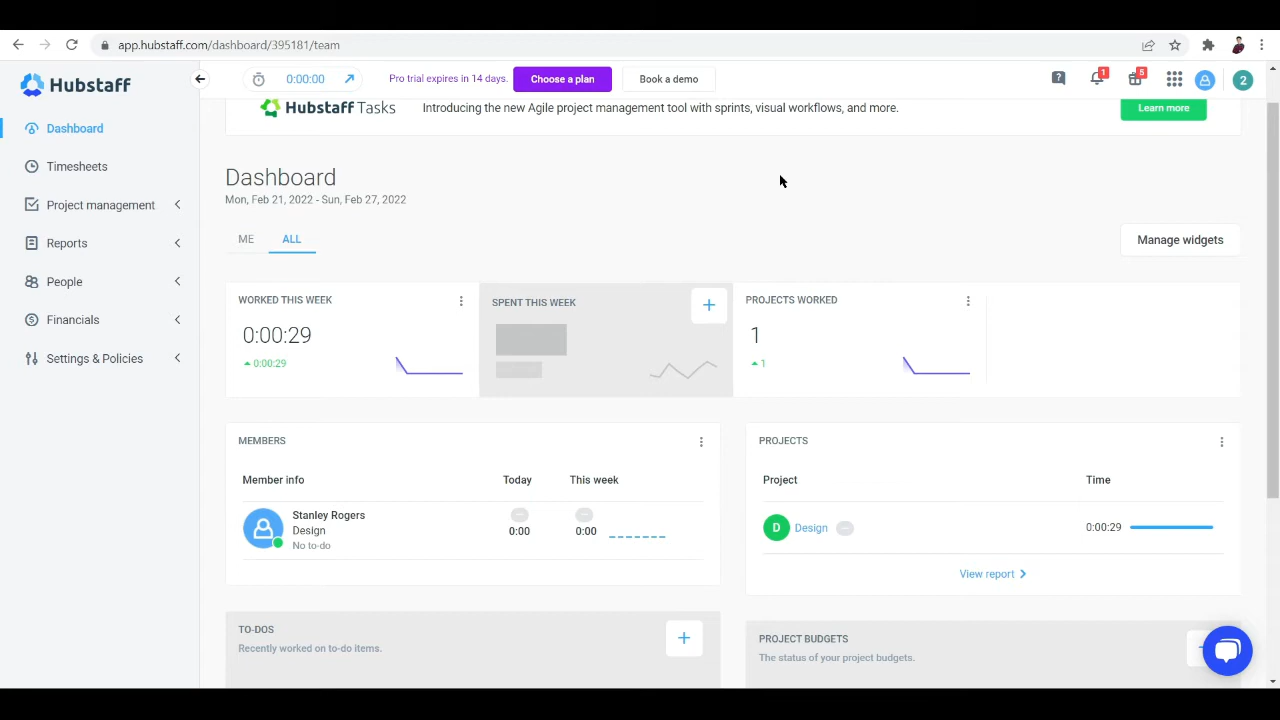 app.hubstaff.com/dashboard/395181/team
Hubstaff
0:00:00
Pro trial expires in 14 days.
Choose a plan
Book a demo
1
5
2
Hubstaff Tasks
Introducing the new Agile project management tool with sprints, visual workflows, and more.
Learn more
Dashboard
Timesheets
Project management
Reports
People
Financials
Settings & Policies
Dashboard
Mon, Feb 21, 2022 - Sun, Feb 27, 2022
ME
ALL
Manage widgets
WORKED THIS WEEK
0:00:29
0:00:29
SPENT THIS WEEK
PROJECTS WORKED
1
1
MEMBERS
Member info
Today
This week
Stanley Rogers
Design
No to-do
0:00
0:00
PROJECTS
Project
Time
D
Design
0:00:29
View report
TO-DOS
Recently worked on to-do items.
PROJECT BUDGETS
The status of your project budgets.